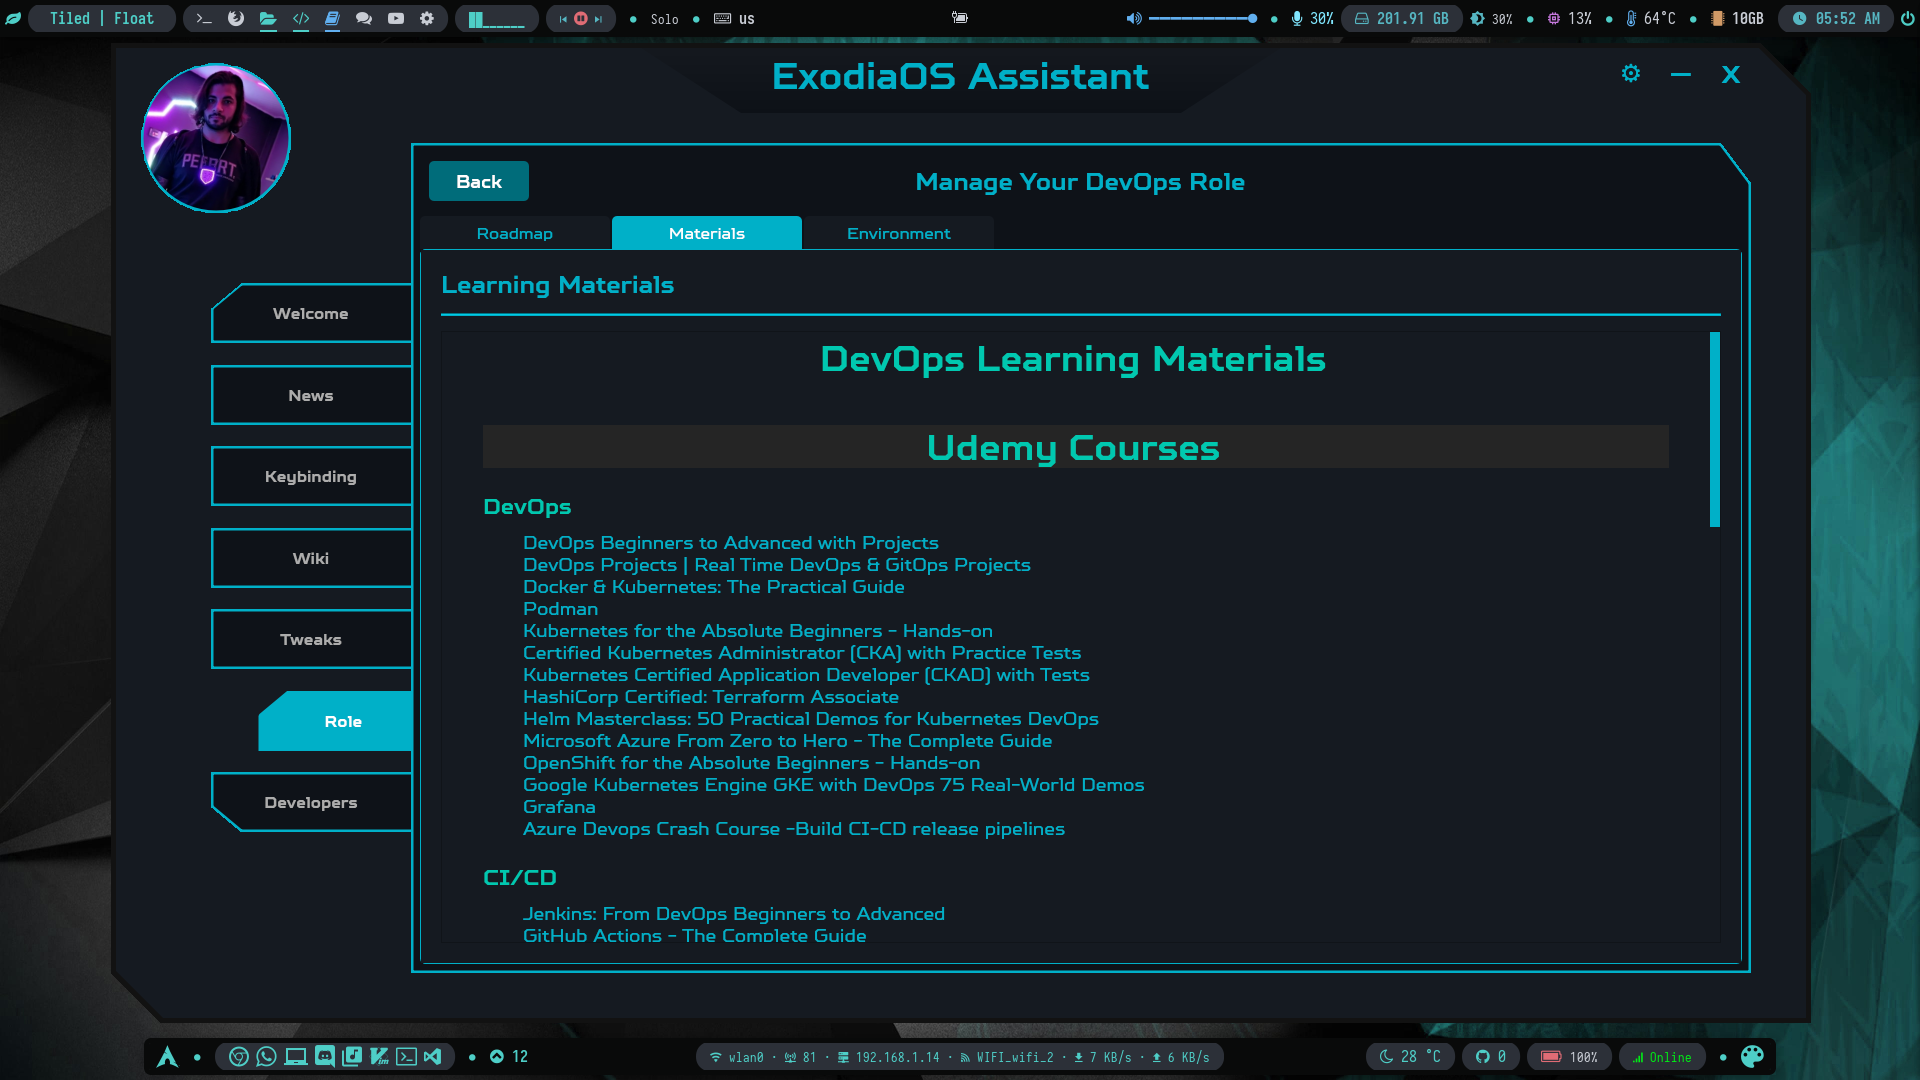 Tiled | Float
Solo
us
30%
201.91 GB
30%
13%
64°C
10GB
05:52 AM
ExodiaOS Assistant
X
Back
Manage Your DevOps Role
Roadmap
Materials
Environment
Learning Materials
DevOps Learning Materials
Udemy Courses
DevOps
DevOps Beginners to Advanced with Projects
DevOps Projects | Real Time DevOps & GitOps Projects
Docker & Kubernetes: The Practical Guide
Podman
Kubernetes for the Absolute Beginners - Hands-on
Certified Kubernetes Administrator (CKA) with Practice Tests
Kubernetes Certified Application Developer (CKAD) with Tests
HashiCorp Certified: Terraform Associate
Helm Masterclass: 50 Practical Demos for Kubernetes DevOps
Microsoft Azure From Zero to Hero - The Complete Guide
OpenShift for the Absolute Beginners - Hands-on
Google Kubernetes Engine GKE with DevOps 75 Real-World Demos
Grafana
Azure Devops Crash Course -Build CI-CD release pipelines
CI/CD
Jenkins: From DevOps Beginners to Advanced
GitHub Actions - The Complete Guide
Welcome
News
Keybinding
Wiki
Tweaks
Role
Developers
12
wlan0 · 81 · 192.168.1.14 · WIFI_wifi_2 · 7 KB/s · 6 KB/s
28 °C
0
100%
Online